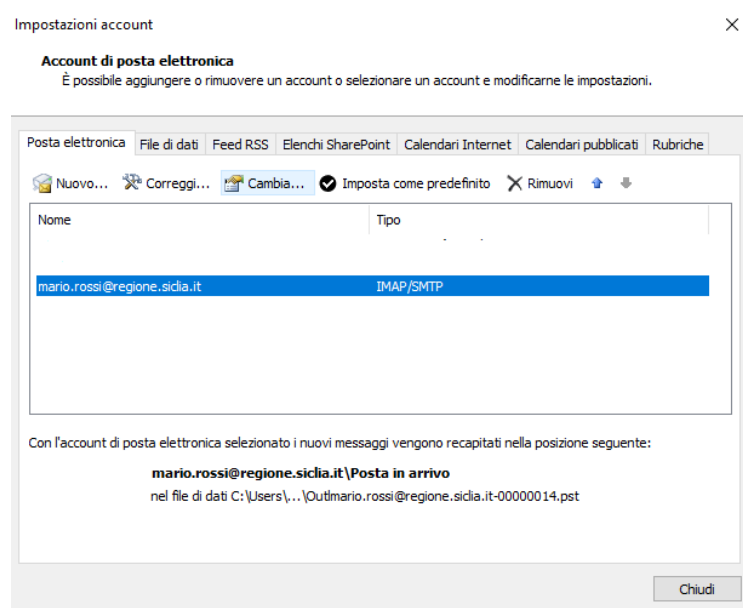 Impostazioni account
Account di posta elettronica
È possibile aggiungere o rimuovere un account o selezionare un account e modificarne le impostazioni.
Posta elettronica File di dati Feed RSS Elenchi SharePoint Calendari Internet Calendari pubblicati Rubriche
Nuovo... Correggi... Cambia... Imposta come predefinito Rimuovi
Nome Tipo
mario.rossi@regione.siclia.it IMAP/SMTP
Con l'account di posta elettronica selezionato i nuovi messaggi vengono recapitati nella posizione seguente:
mario.rossi@regione.siclia.it\Posta in arrivo
nel file di dati C:\Users\...\Outlmario.rossi@regione.siclia.it-00000014.pst
Chiudi